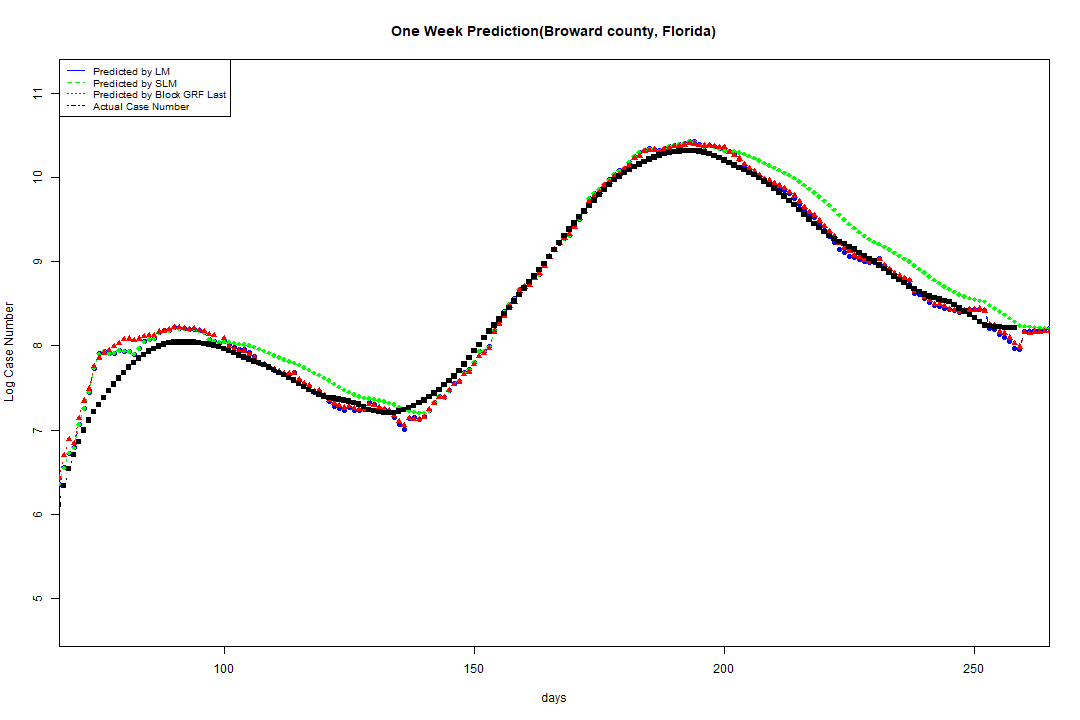 One Week Prediction(Broward county, Florida)
Predicted by LM
Predicted by SLM
Predicted by Block GRF Last
Actual Case Number
11
10
9
8
7
6
5
Log Case Number
100 150 200 250
days